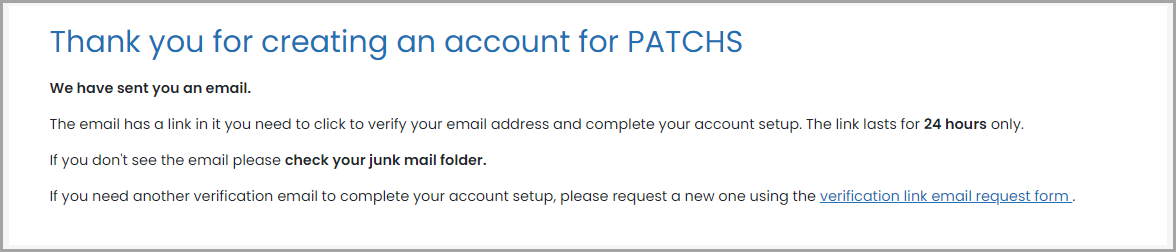 Thank you for creating an account for PATCHS
We have sent you an email.
The email has a link in it you need to click to verify your email address and complete your account setup. The link lasts for 24 hours only.
If you don't see the email please check your junk mail folder.
If you need another verification email to complete your account setup, please request a new one using the verification link email request form .